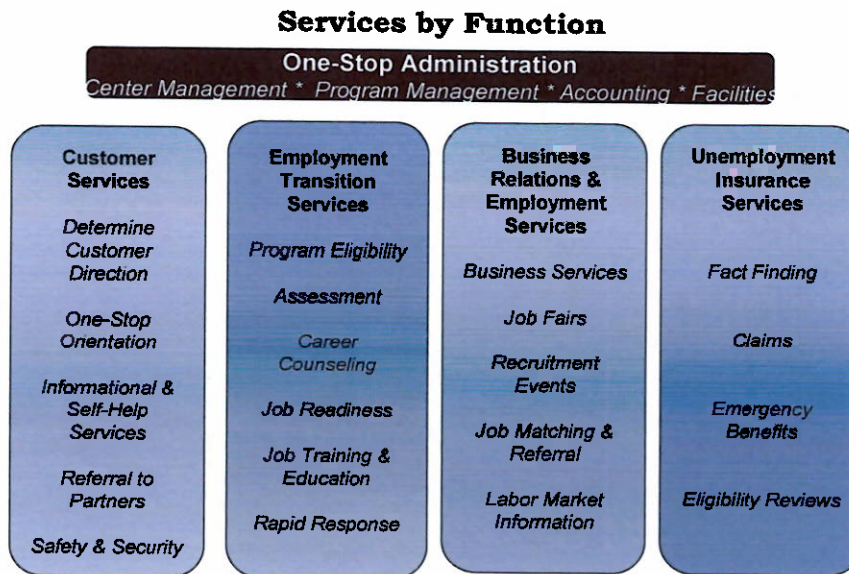 Services by Function
One-Stop Administration
Center Management * Program Management * Accounting * Facilities
Customer
Services
Determine
Customer
Direction
One-Stop
Orientation
Informational &
Self-Help
Services
Referral to
Partners
Safety & Security
Employment
Transition
Services
Program Eligibility
Assessment
Career
Counseling
Job Readiness
Job Training &
Education
Rapid Response
Business
Relations &
Employment
Services
Business Services
Job Fairs
Recruitment
Events
Job Matching &
Referral
Labor Market
Information
Unemployment
Insurance
Services
Fact Finding
Claims
Emergency
Benefits
Eligibility Reviews